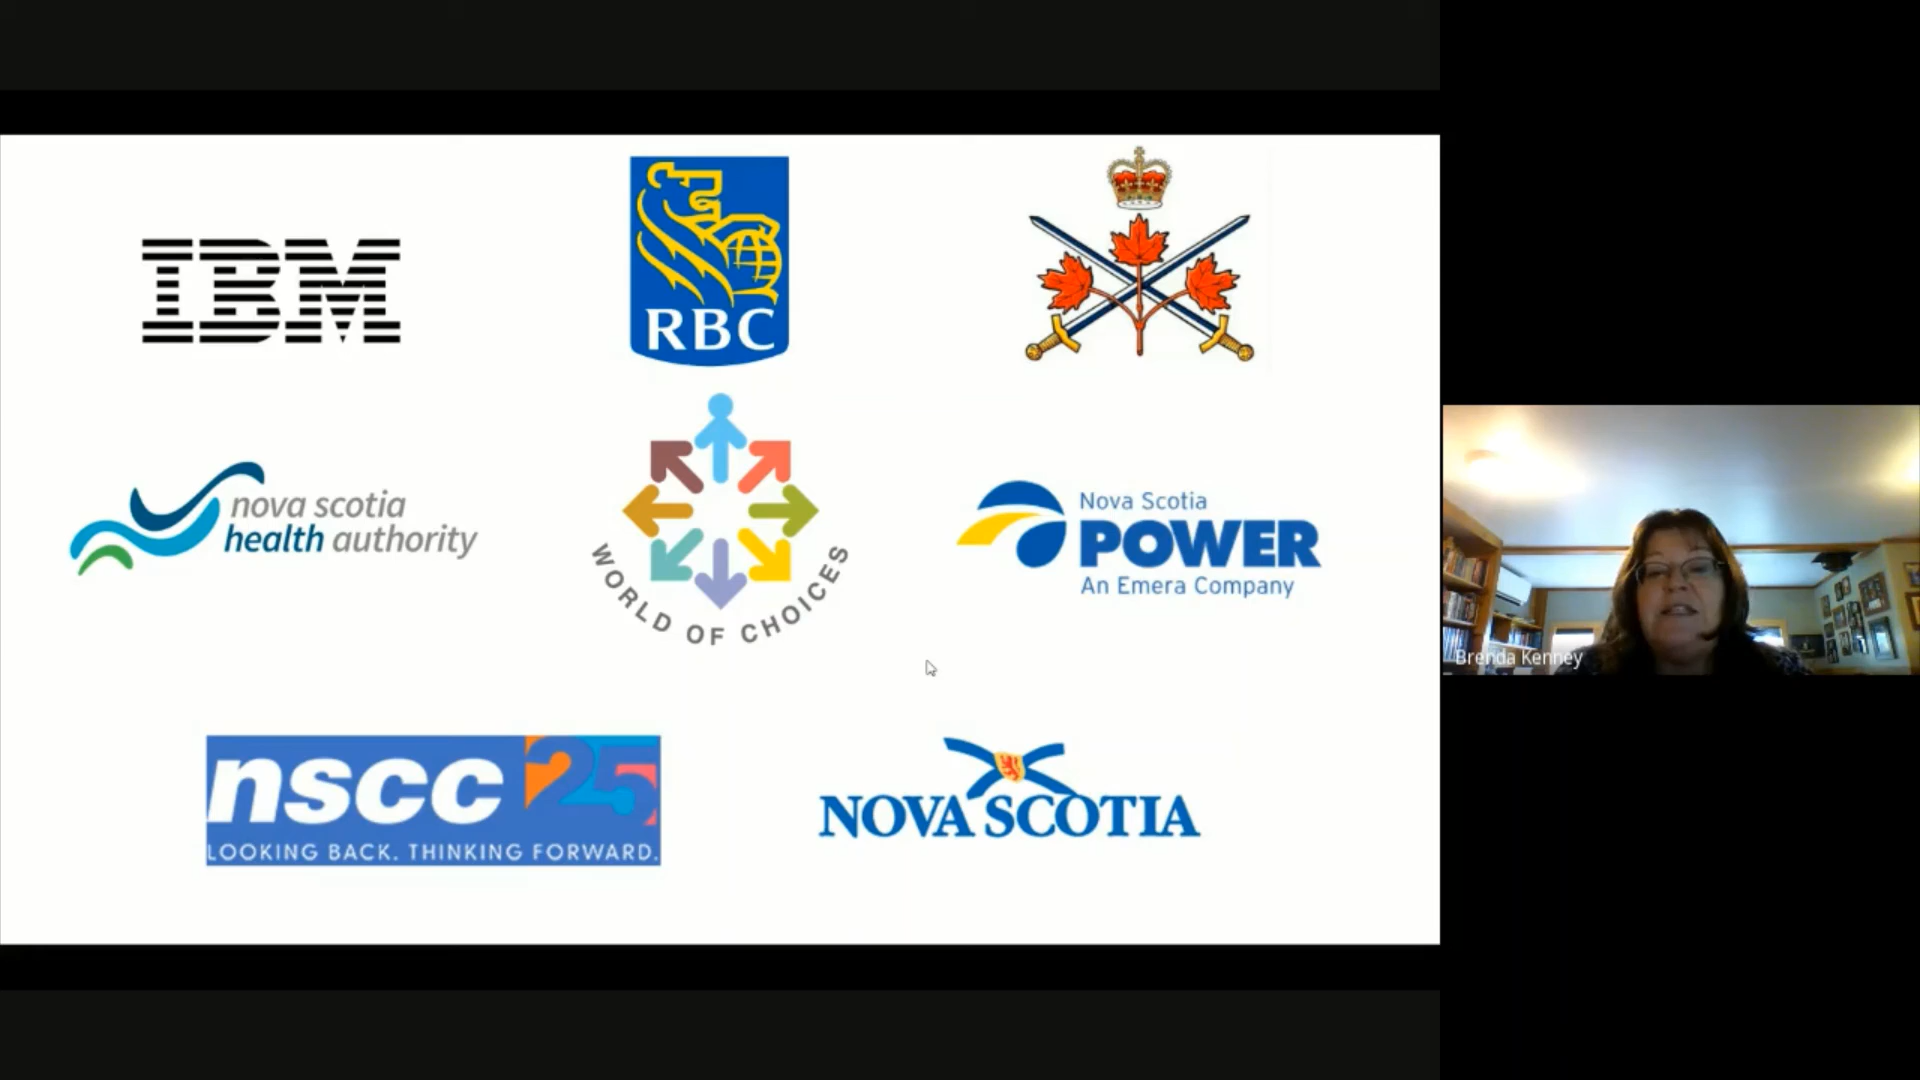 IBM
RBC
nova scotia
health authority
WORLD OF CHOICES
Nova Scotia
POWER
An Emera Company
Brenda Kenney
nscc 25
LOOKING BACK. THINKING FORWARD.
NOVA SCOTIA